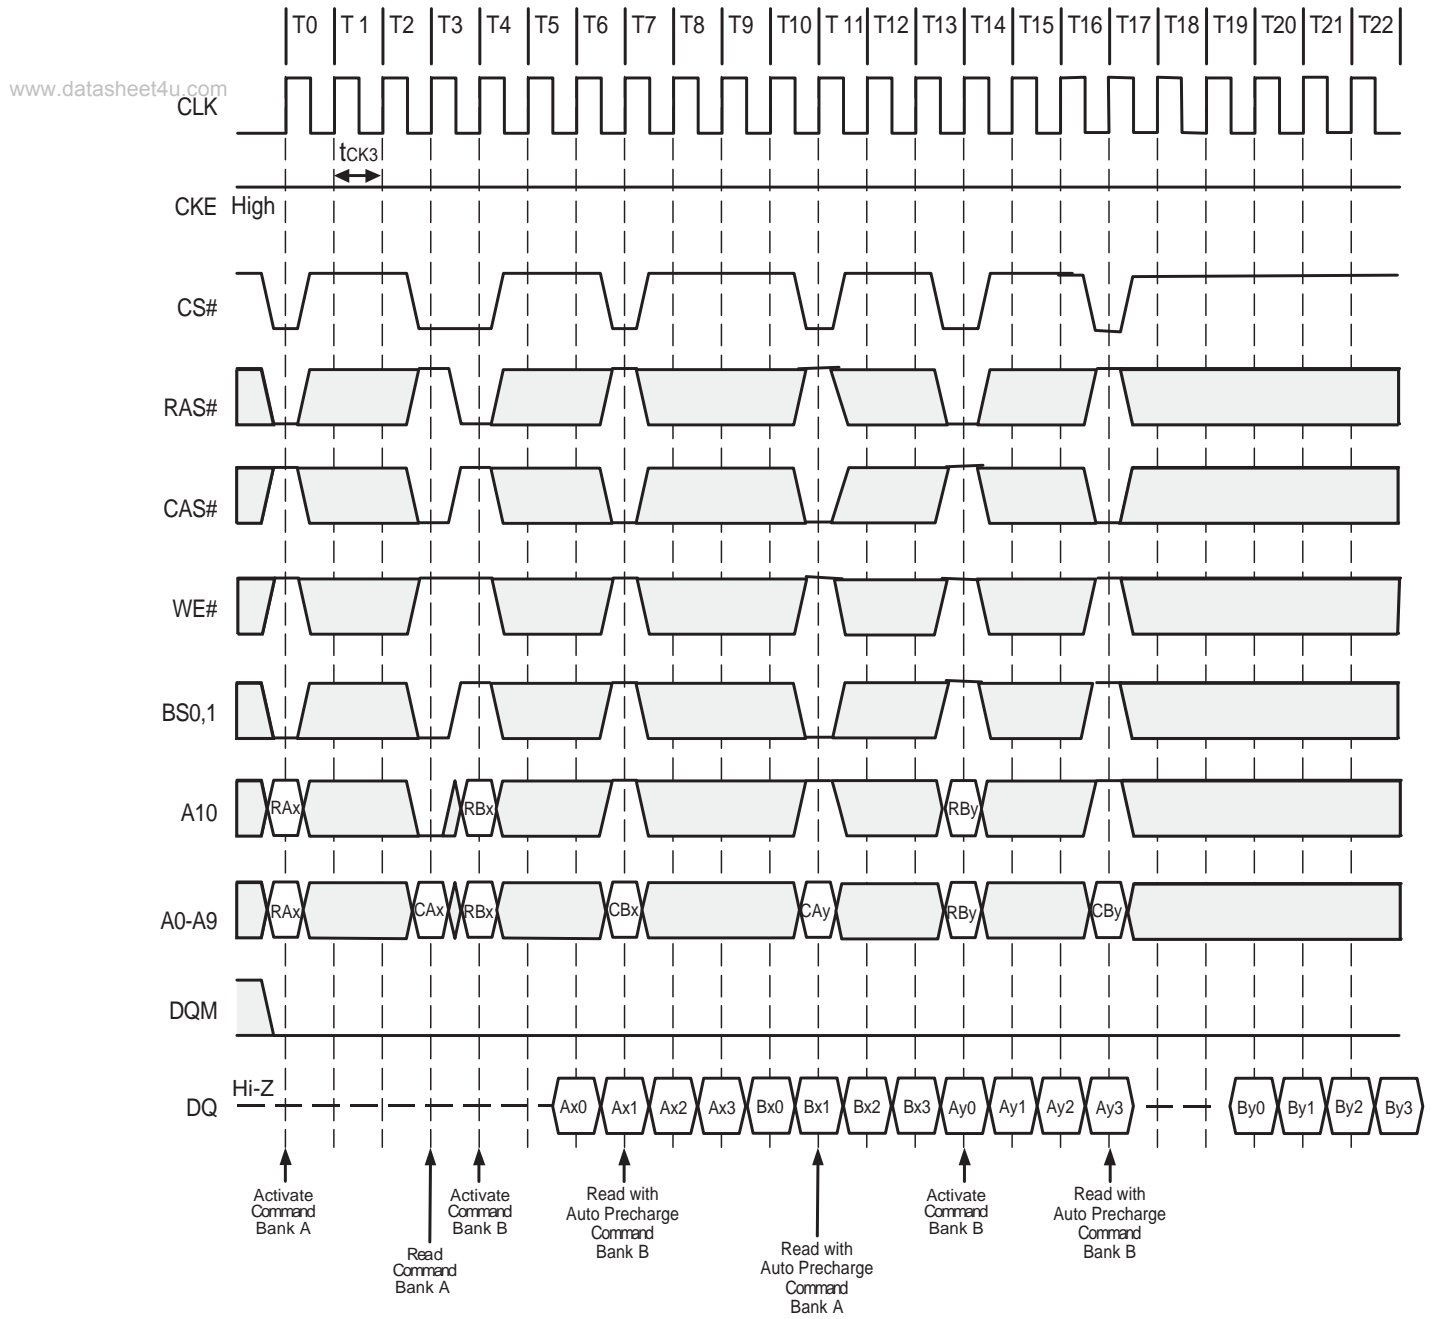 T0 T 1 T2 T3 T4 T5 T6 T7 T8 T9 T10 T 11 T12 T13 T14 T15 T16 T17 T18 T19 T20 T21 T22
www.datasheet4u.com
CLK
tCK3
CKE High
CS#
RAS#
CAS#
WE#
BS0,1
A10 RAx RBx RBy
A0-A9 RAx CAx RBx CBx CAy RBy CBy
DQM
Hi-Z
DQ Ax0 Ax1 Ax2 Ax3 Bx0 Bx1 Bx2 Bx3 Ay0 Ay1 Ay2 Ay3 By0 By1 By2 By3
Activate
Command
Bank A
Read
Command
Bank A
Activate
Command
Bank B
Read with
Auto Precharge
Command
Bank B
Read with
Auto Precharge
Command
Bank A
Activate
Command
Bank B
Read with
Auto Precharge
Command
Bank B